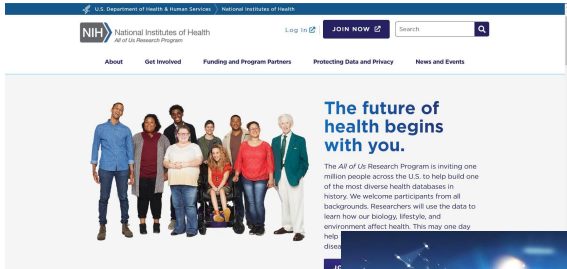 U.S. Department of Health & Human Services
National Institutes of Health
NIH
National Institutes of Health
All of Us Research Program
Log In
JOIN NOW
Search
About
Get Involved
Funding and Program Partners
Protecting Data and Privacy
News and Events
The future of
health begins
with you.
The All of Us Research Program is inviting one
million people across the U.S. to help build one
of the most diverse health databases in
history. We welcome participants from all
backgrounds. Researchers will use the data to
learn how our biology, lifestyle, and
environment affect health. This may one day
help